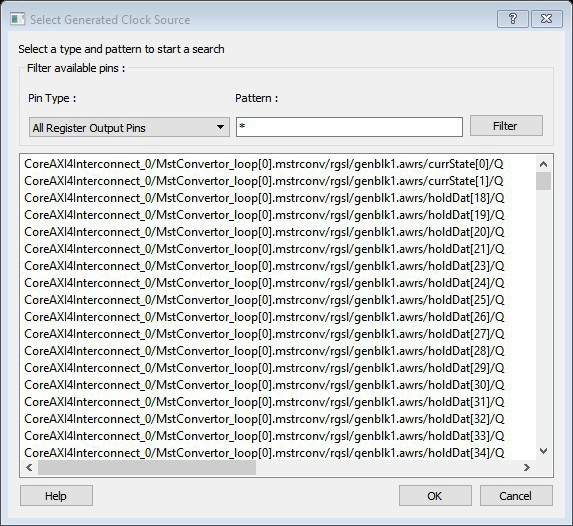 Select Generated Clock Source
Select a type and pattern to start a search
Filter available pins :
Pin Type :
Pattern :
All Register Output Pins
*
Filter
CoreAXI4Interconnect_0/MstConvertor_loop[0].mstrconv/rgsl/genblk1.awrs/currState[0]/Q
CoreAXI4Interconnect_0/MstConvertor_loop[0].mstrconv/rgsl/genblk1.awrs/currState[1]/Q
CoreAXI4Interconnect_0/MstConvertor_loop[0].mstrconv/rgsl/genblk1.awrs/holdDat[18]/Q
CoreAXI4Interconnect_0/MstConvertor_loop[0].mstrconv/rgsl/genblk1.awrs/holdDat[19]/Q
CoreAXI4Interconnect_0/MstConvertor_loop[0].mstrconv/rgsl/genblk1.awrs/holdDat[20]/Q
CoreAXI4Interconnect_0/MstConvertor_loop[0].mstrconv/rgsl/genblk1.awrs/holdDat[21]/Q
CoreAXI4Interconnect_0/MstConvertor_loop[0].mstrconv/rgsl/genblk1.awrs/holdDat[23]/Q
CoreAXI4Interconnect_0/MstConvertor_loop[0].mstrconv/rgsl/genblk1.awrs/holdDat[24]/Q
CoreAXI4Interconnect_0/MstConvertor_loop[0].mstrconv/rgsl/genblk1.awrs/holdDat[25]/Q
CoreAXI4Interconnect_0/MstConvertor_loop[0].mstrconv/rgsl/genblk1.awrs/holdDat[26]/Q
CoreAXI4Interconnect_0/MstConvertor_loop[0].mstrconv/rgsl/genblk1.awrs/holdDat[27]/Q
CoreAXI4Interconnect_0/MstConvertor_loop[0].mstrconv/rgsl/genblk1.awrs/holdDat[28]/Q
CoreAXI4Interconnect_0/MstConvertor_loop[0].mstrconv/rgsl/genblk1.awrs/holdDat[29]/Q
CoreAXI4Interconnect_0/MstConvertor_loop[0].mstrconv/rgsl/genblk1.awrs/holdDat[30]/Q
CoreAXI4Interconnect_0/MstConvertor_loop[0].mstrconv/rgsl/genblk1.awrs/holdDat[31]/Q
CoreAXI4Interconnect_0/MstConvertor_loop[0].mstrconv/rgsl/genblk1.awrs/holdDat[32]/Q
CoreAXI4Interconnect_0/MstConvertor_loop[0].mstrconv/rgsl/genblk1.awrs/holdDat[33]/Q
CoreAXI4Interconnect_0/MstConvertor_loop[0].mstrconv/rgsl/genblk1.awrs/holdDat[34]/Q
Help
OK
Cancel